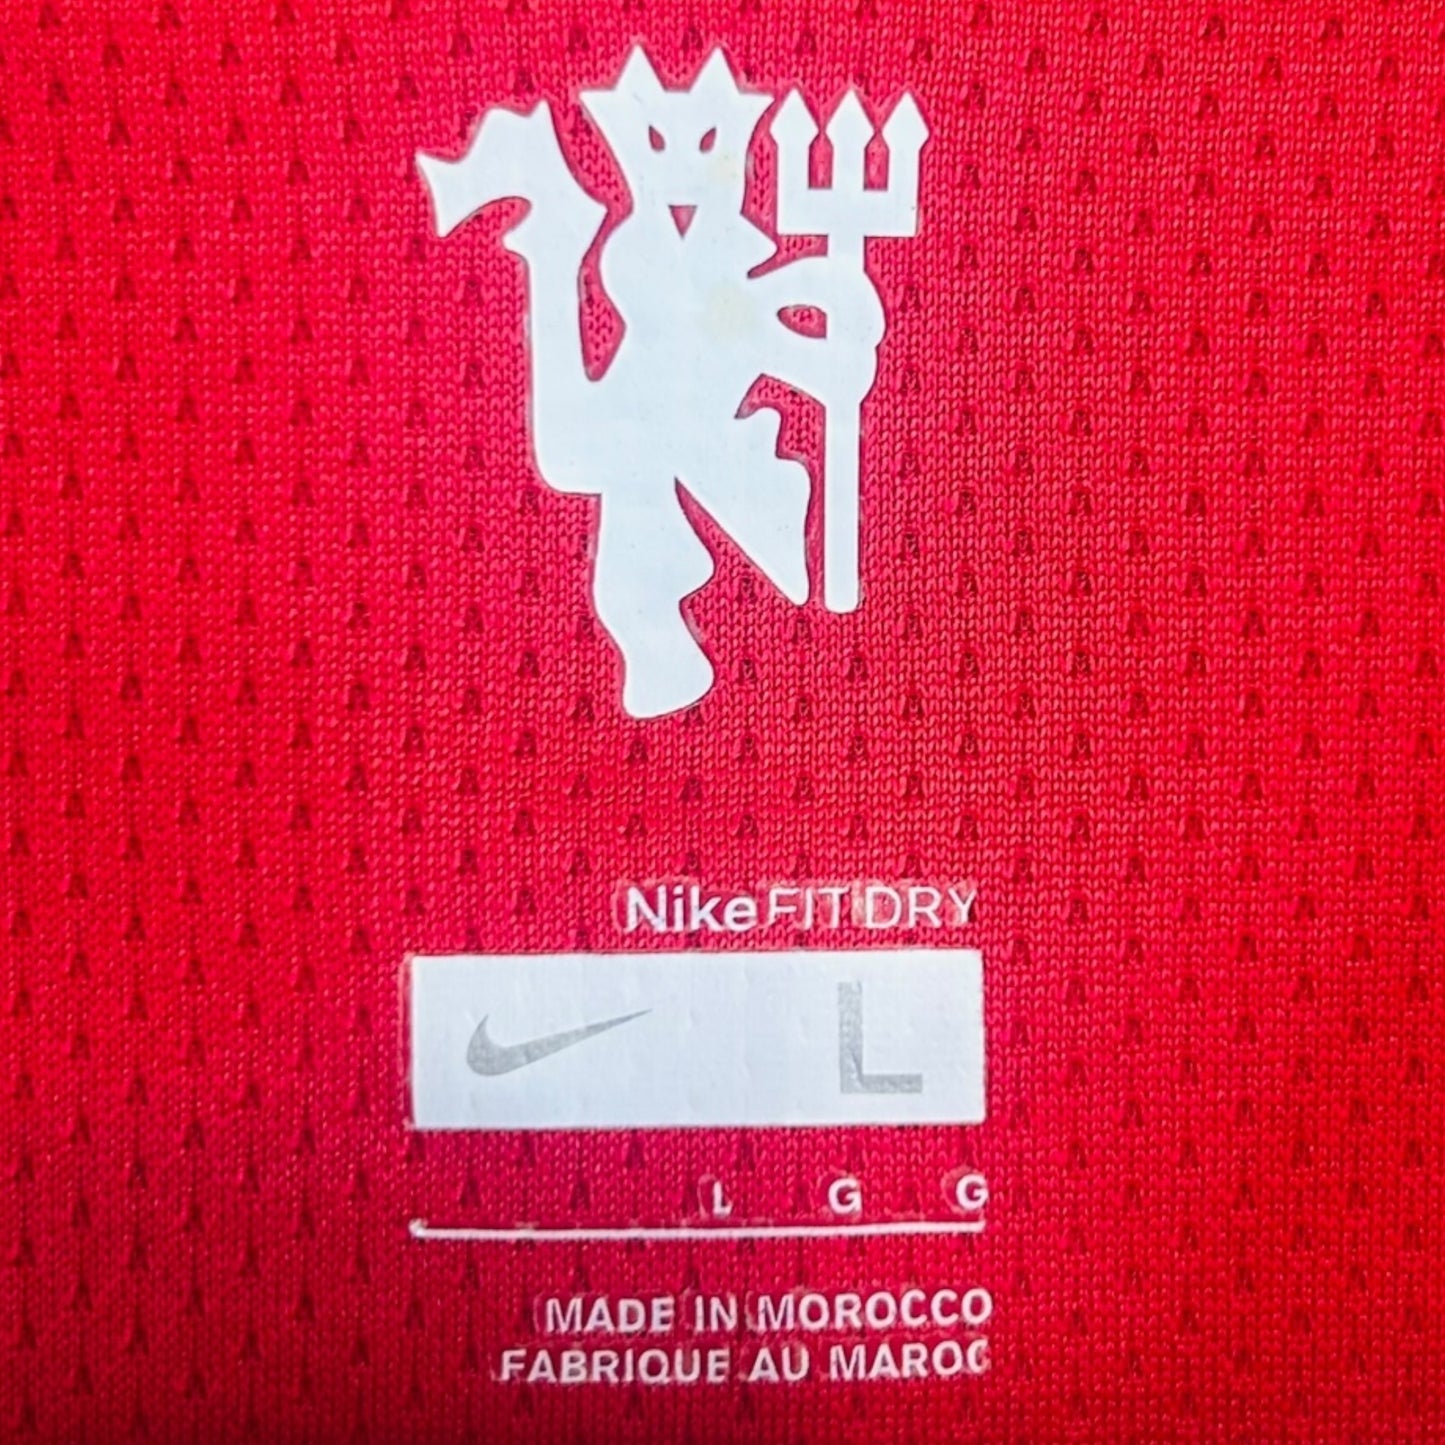 NikeFIT DRY
L
L G G
MADE IN MOROCCO
FABRIQUE AU MAROC